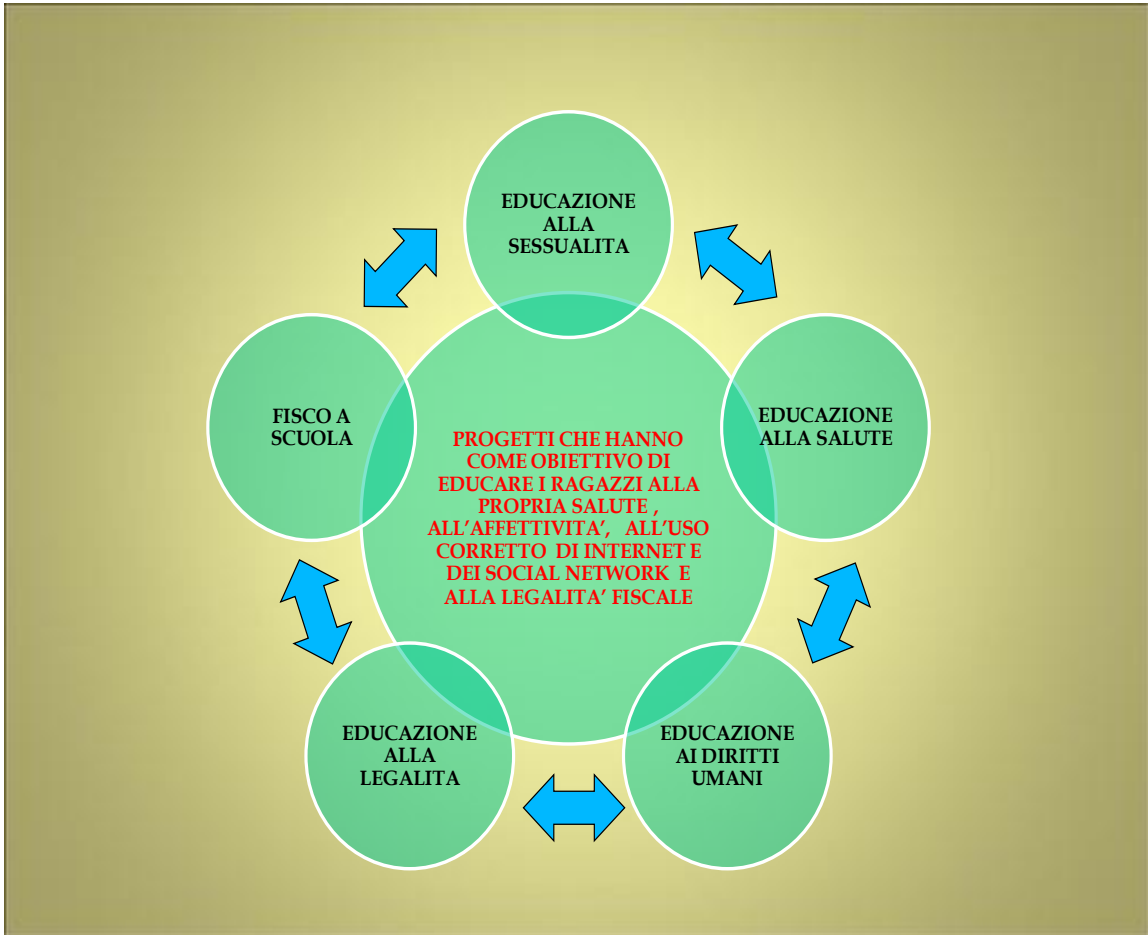 EDUCAZIONE
ALLA
SESSUALITA
FISCO A
SCUOLA
EDUCAZIONE
ALLA SALUTE
PROGETTI CHE HANNO
COME OBIETTIVO DI
EDUCARE I RAGAZZI ALLA
PROPRIA SALUTE ,
ALL’AFFETTIVITA’, ALL’USO
CORRETTO DI INTERNET E
DEI SOCIAL NETWORK E
ALLA LEGALITA’ FISCALE
EDUCAZIONE
ALLA
LEGALITA
EDUCAZIONE
AI DIRITTI
UMANI